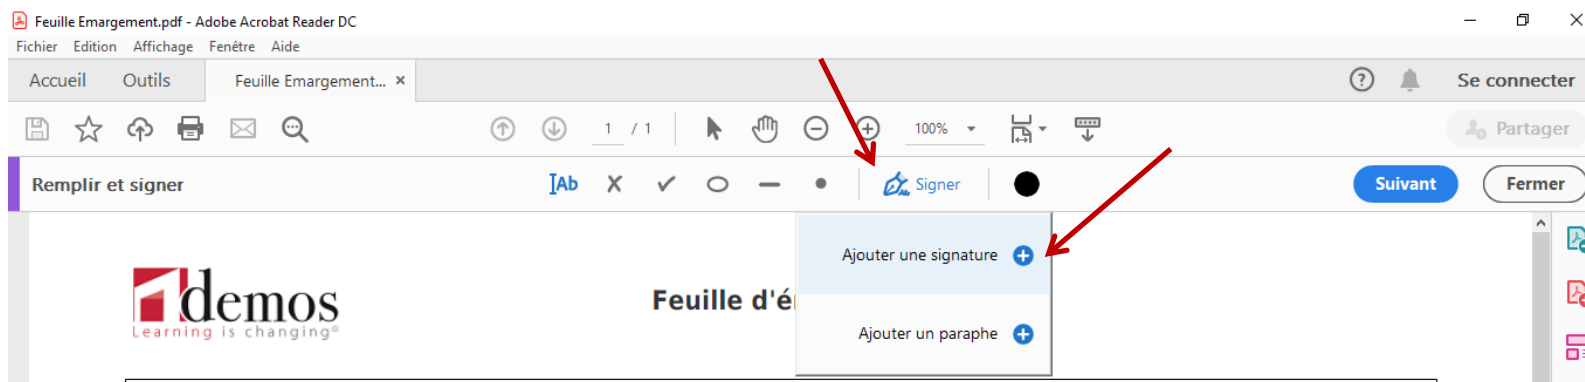 Feuille Emargement.pdf - Adobe Acrobat Reader DC
Fichier Edition Affichage Fenêtre Aide
Accueil Outils Feuille Emargement... × Se connecter
1 / 1 100% Partager
Remplir et signer Ab Signer Suivant Fermer
Ajouter une signature
demos
Learning is changing®
Feuille d'é
Ajouter un paraphe